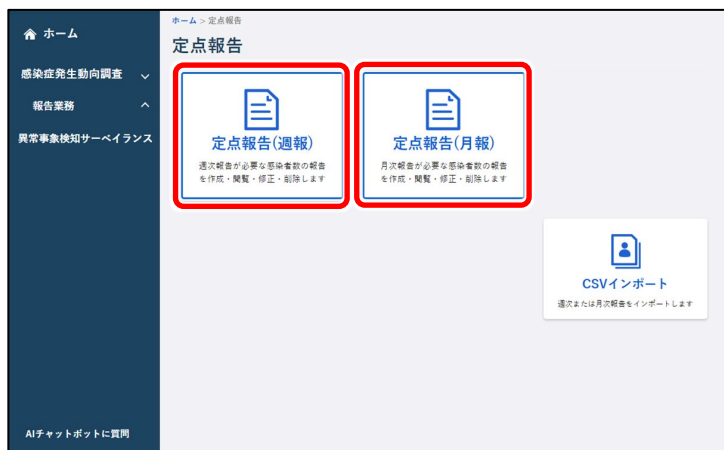 ホーム
感染症発生動向調査
報告業務
異常事象検知サーベイランス
AIチャットボットに質問
ホーム > 定点報告
定点報告
定点報告(週報)
週次報告が必要な感染者数の報告
を作成・閲覧・修正・削除します
定点報告(月報)
月次報告が必要な感染者数の報告
を作成・閲覧・修正・削除します
CSVインポート
週次または月次報告をインポートします